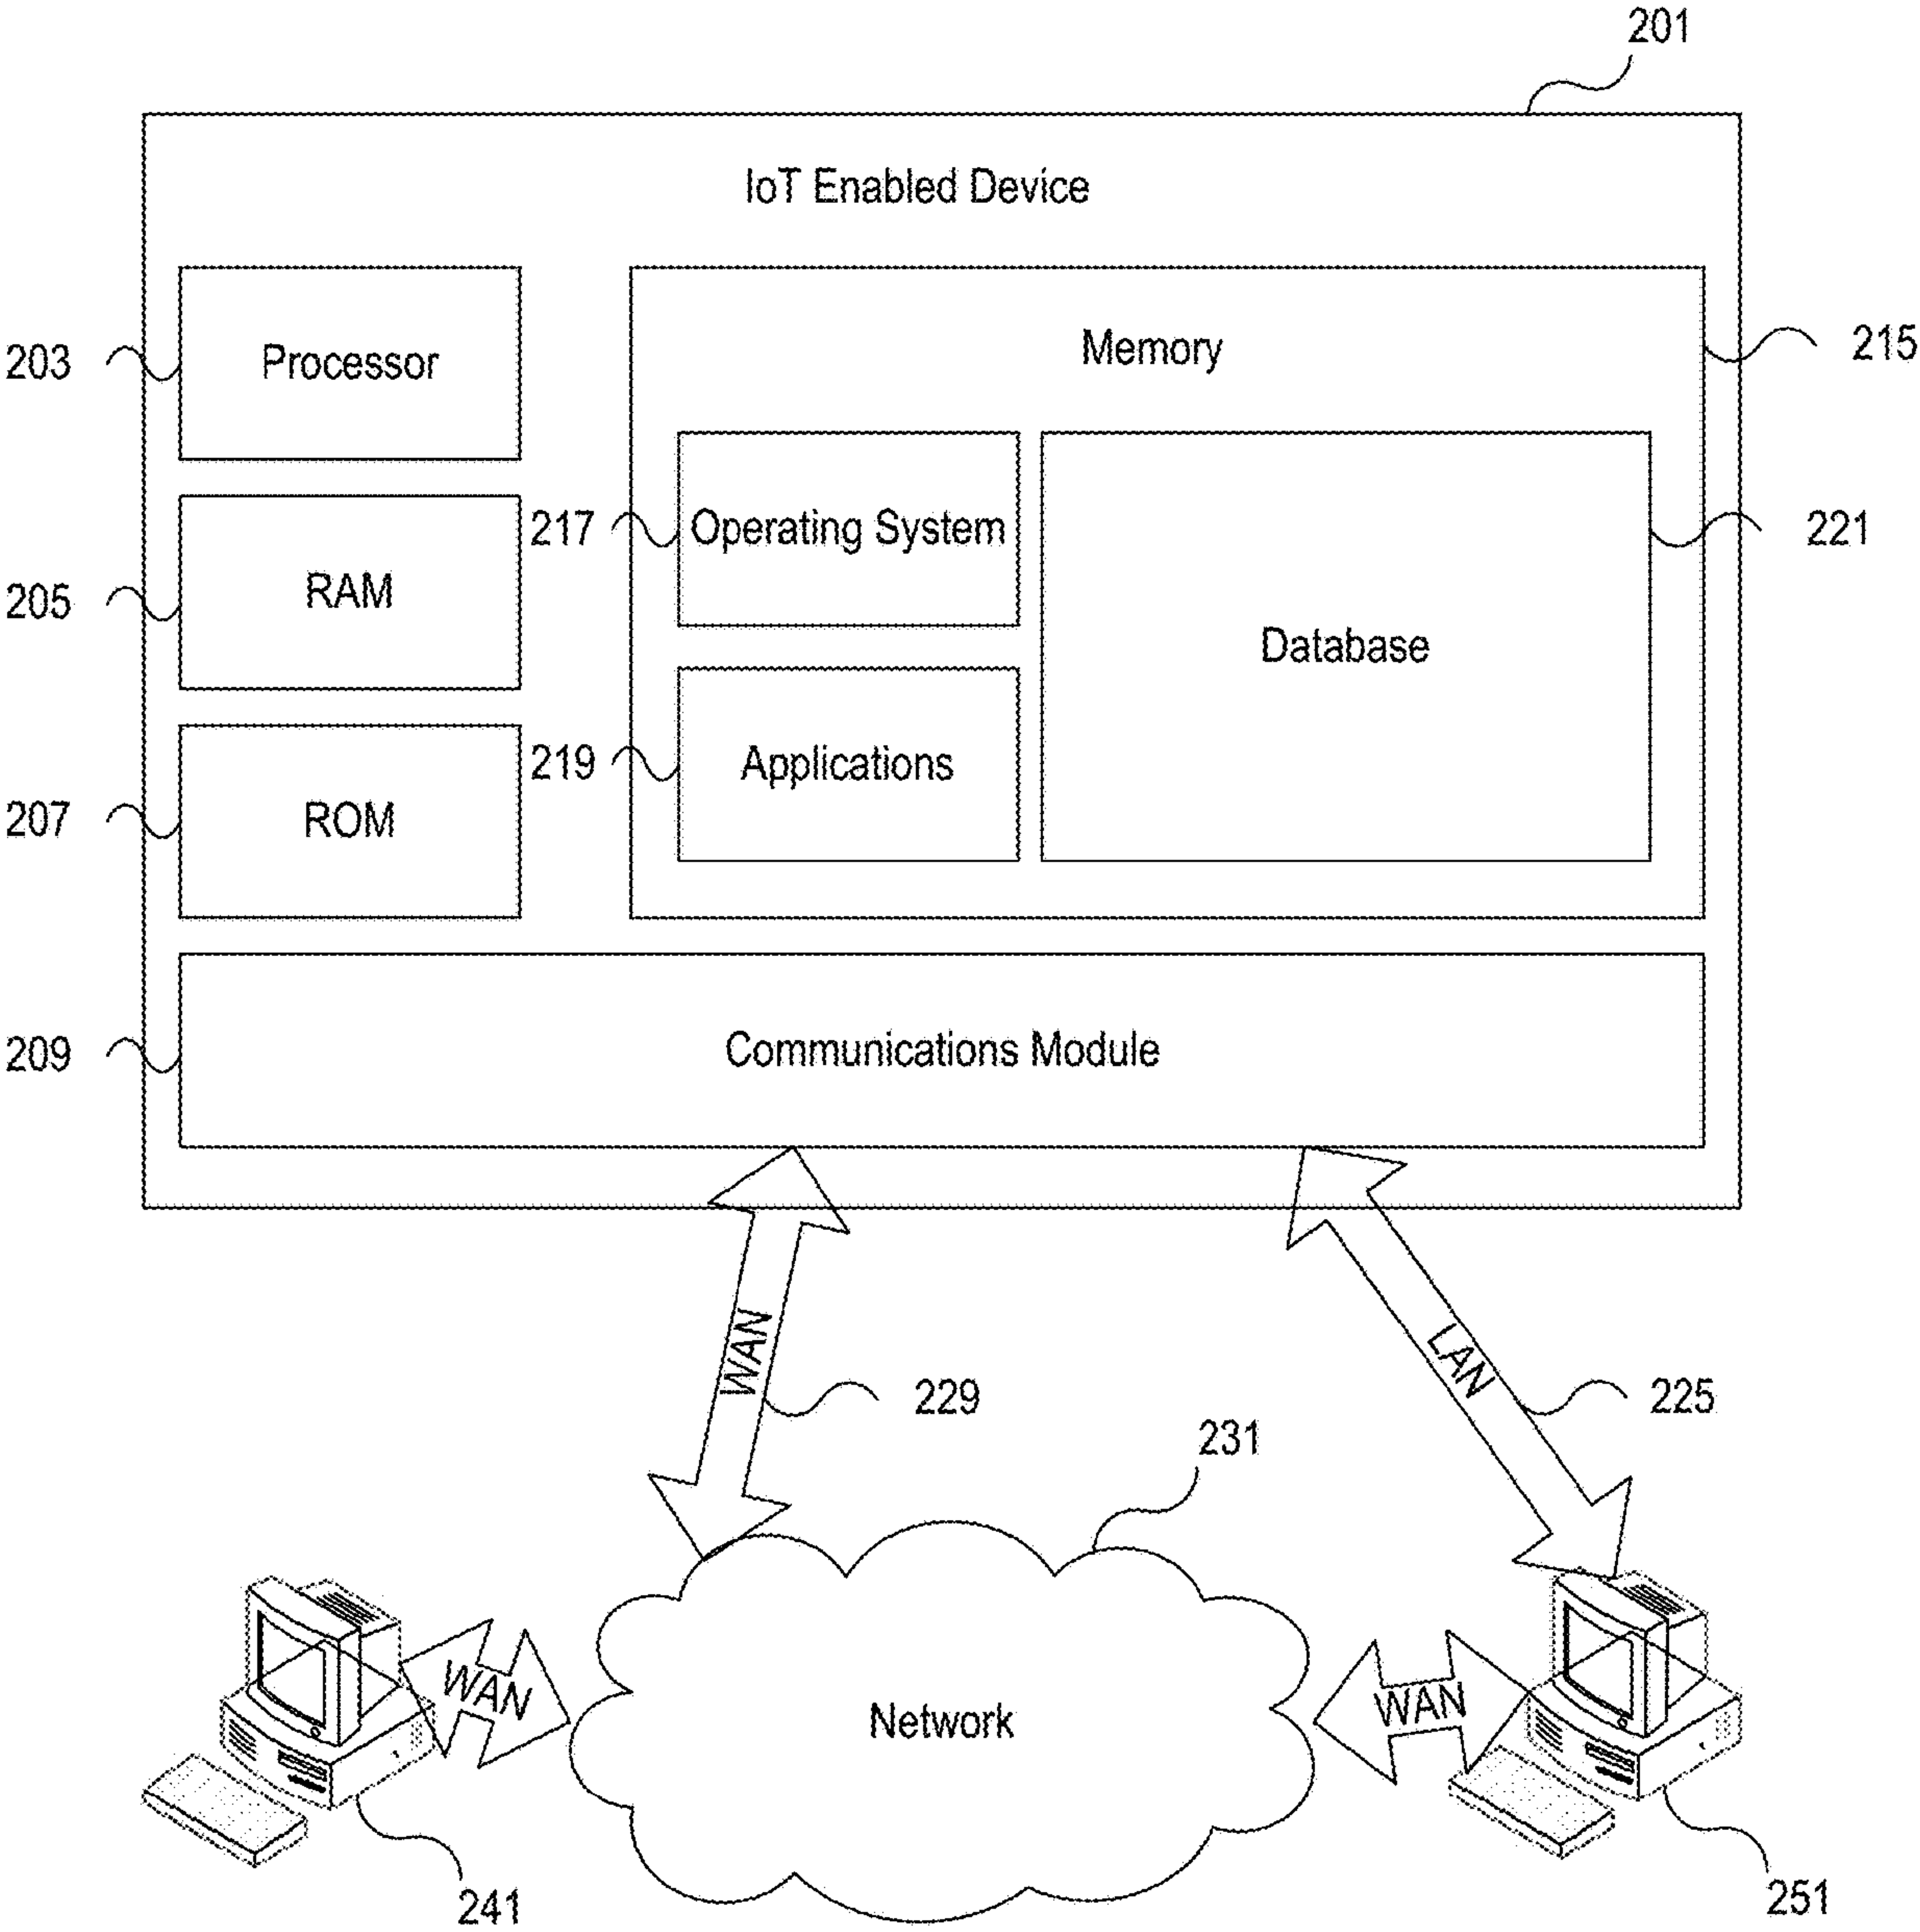 201
IoT Enabled Device
203
Processor
Memory
215
205
RAM
217
Operating System
221
Database
207
ROM
219
Applications
209
Communications Module
WAN
229
LAN
225
231
WAN
Network
WAN
241
251